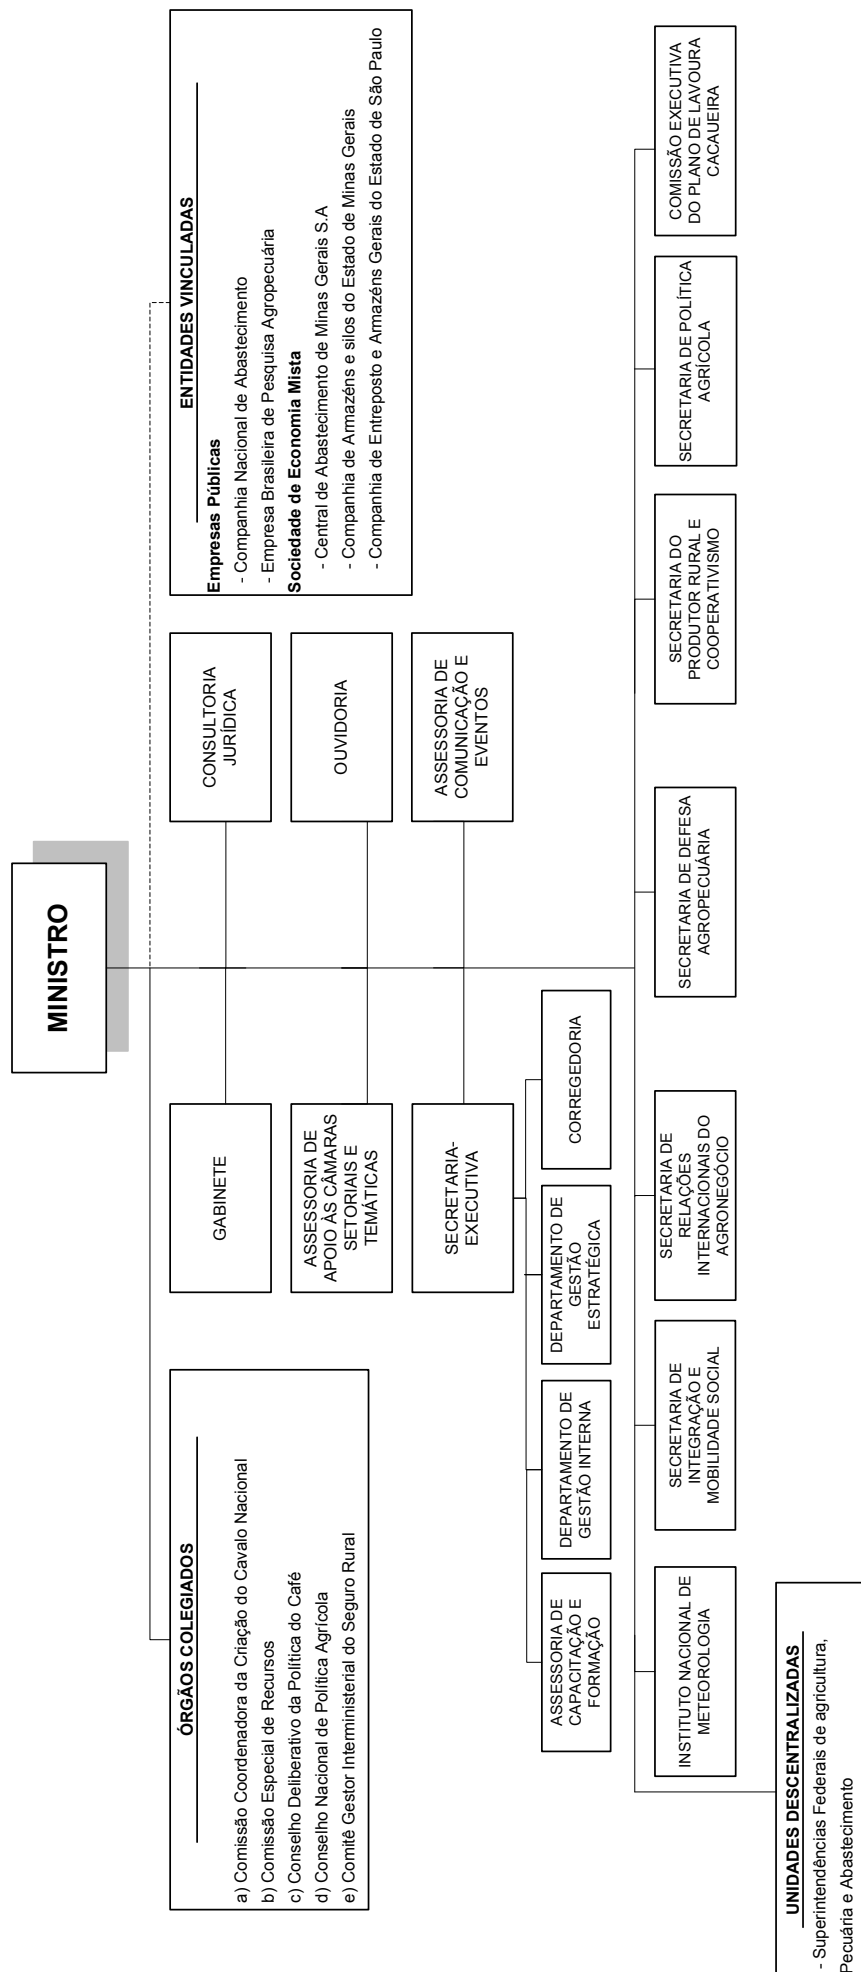 MINISTRO
ÓRGÃOS COLEGIADOS
a) Comissão Coordenadora da Criação do Cavalo Nacional
b) Comissão Especial de Recursos
c) Conselho Deliberativo da Política do Café
d) Conselho Nacional de Política Agrícola
e) Comitê Gestor Interministerial do Seguro Rural
GABINETE
CONSULTORIA
JURÍDICA
ENTIDADES VINCULADAS
Empresas Públicas
- Companhia Nacional de Abastecimento
- Empresa Brasileira de Pesquisa Agropecuária
Sociedade de Economia Mista
- Central de Abastecimento de Minas Gerais S.A
- Companhia de Armazéns e silos do Estado de Minas Gerais
- Companhia de Entreposto e Armazéns Gerais do Estado de São Paulo
ASSESSORIA DE
APOIO ÀS CÂMARAS
SETORIAIS E
TEMÁTICAS
OUVIDORIA
SECRETARIA-
EXECUTIVA
ASSESSORIA DE
COMUNICAÇÃO E
EVENTOS
ASSESSORIA DE
CAPACITAÇÃO E
FORMAÇÃO
DEPARTAMENTO DE
GESTÃO INTERNA
DEPARTAMENTO DE
GESTÃO
ESTRATÉGICA
CORREGEDORIA
INSTITUTO NACIONAL DE
METEOROLOGIA
SECRETARIA DE
INTEGRAÇÃO E
MOBILIDADE SOCIAL
SECRETARIA DE
RELAÇÕES
INTERNACIONAIS DO
AGRONEGÓCIO
SECRETARIA DE DEFESA
AGROPECUÁRIA
SECRETARIA DO
PRODUTOR RURAL E
COOPERATIVISMO
SECRETARIA DE POLÍTICA
AGRÍCOLA
COMISSÃO EXECUTIVA
DO PLANO DE LAVOURA
CACAUEIRA
UNIDADES DESCENTRALIZADAS
- Superintendências Federais de agricultura,
Pecuária e Abastecimento